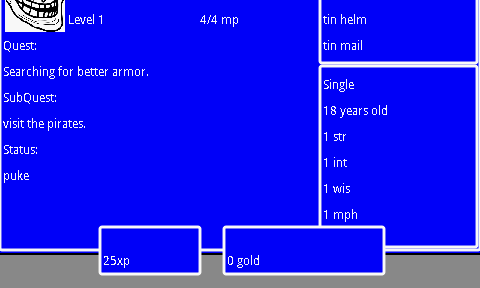 Level 1
4/4 mp
Quest:
Searching for better armor.
SubQuest:
visit the pirates.
Status:
puke
tin helm
tin mail
Single
18 years old
1 str
1 int
1 wis
1 mph
25xp
0 gold